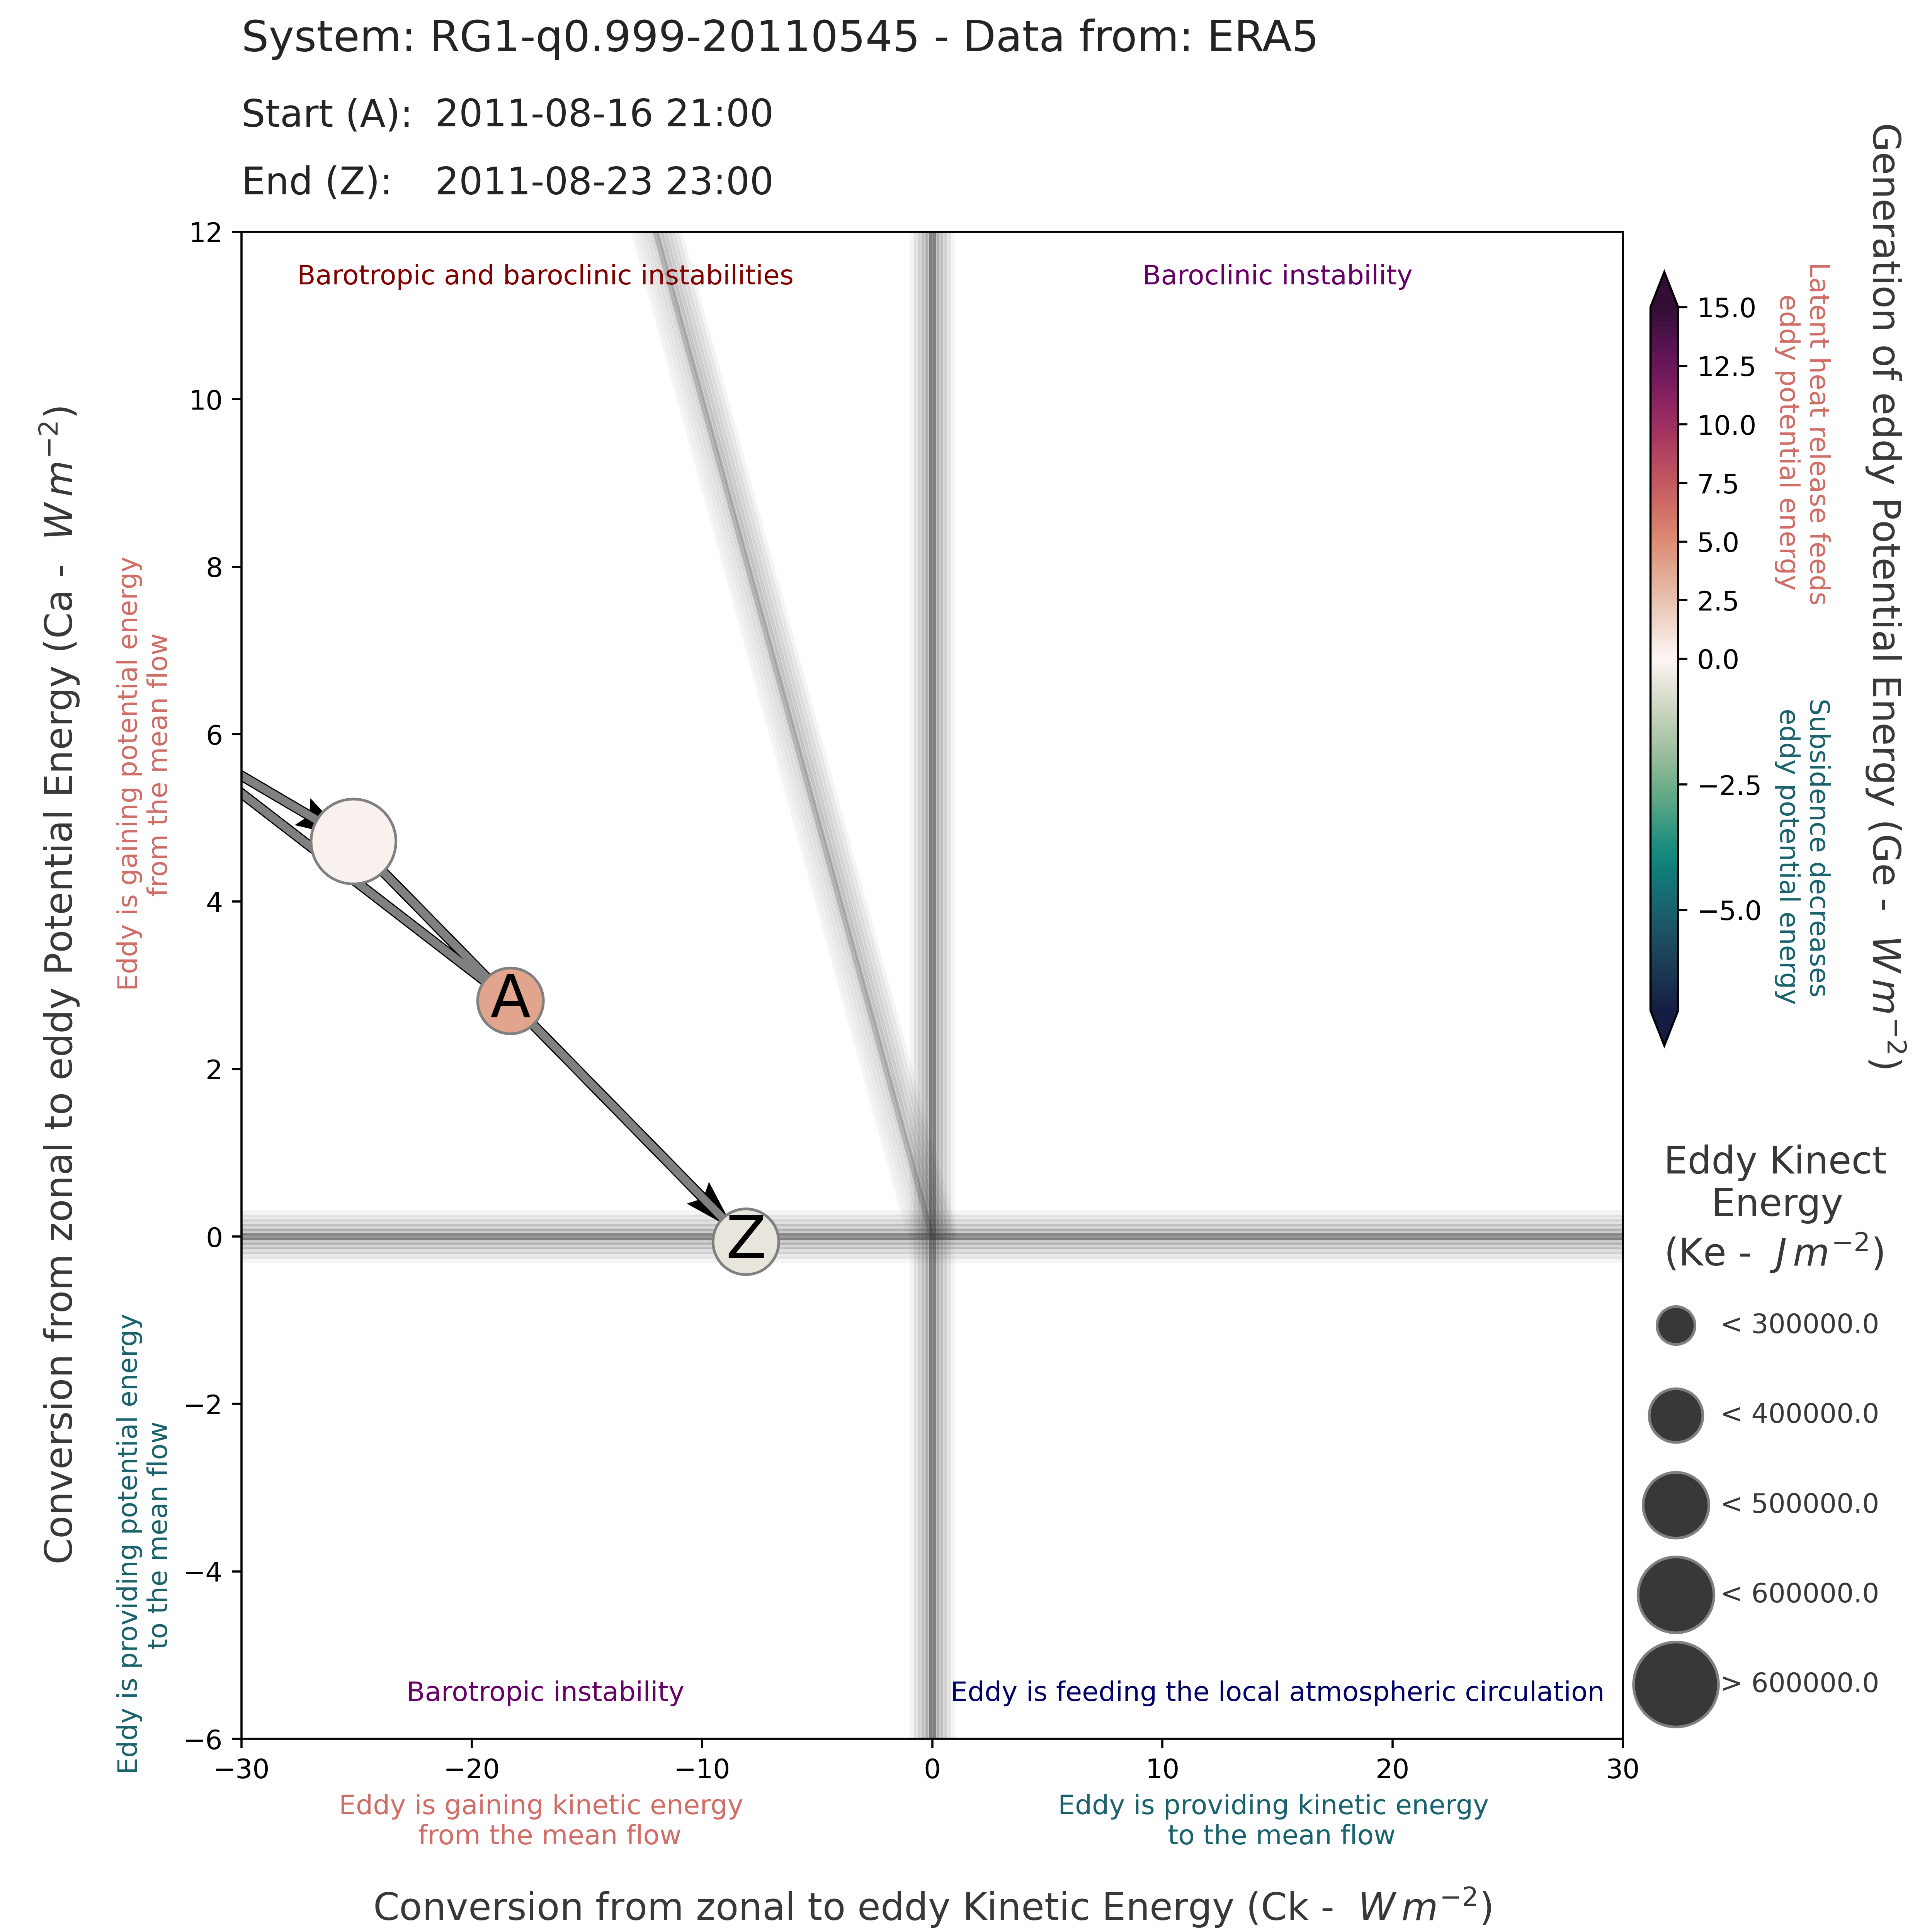 System: RG1-q0.999-20110545 - Data from: ERA5
Start (A): 2011-08-16 21:00
End (Z): 2011-08-23 23:00
Barotropic and baroclinic instabilities
Baroclinic instability
Barotropic instability
Eddy is feeding the local atmospheric circulation
A
Z
12
10
8
6
4
2
0
−2
−4
−6
−30
−20
−10
0
10
20
30
Conversion from zonal to eddy Potential Energy (Ca - W m−2)
Eddy is gaining potential energy
from the mean flow
Eddy is providing potential energy
to the mean flow
Eddy is gaining kinetic energy
from the mean flow
Eddy is providing kinetic energy
to the mean flow
Conversion from zonal to eddy Kinetic Energy (Ck - W m−2)
15.0
12.5
10.0
7.5
5.0
2.5
0.0
−2.5
−5.0
Latent heat release feeds
eddy potential energy
Subsidence decreases
eddy potential energy
Generation of eddy Potential Energy (Ge - W m−2)
Eddy Kinect
Energy
(Ke - J m−2)
< 300000.0
< 400000.0
< 500000.0
< 600000.0
> 600000.0